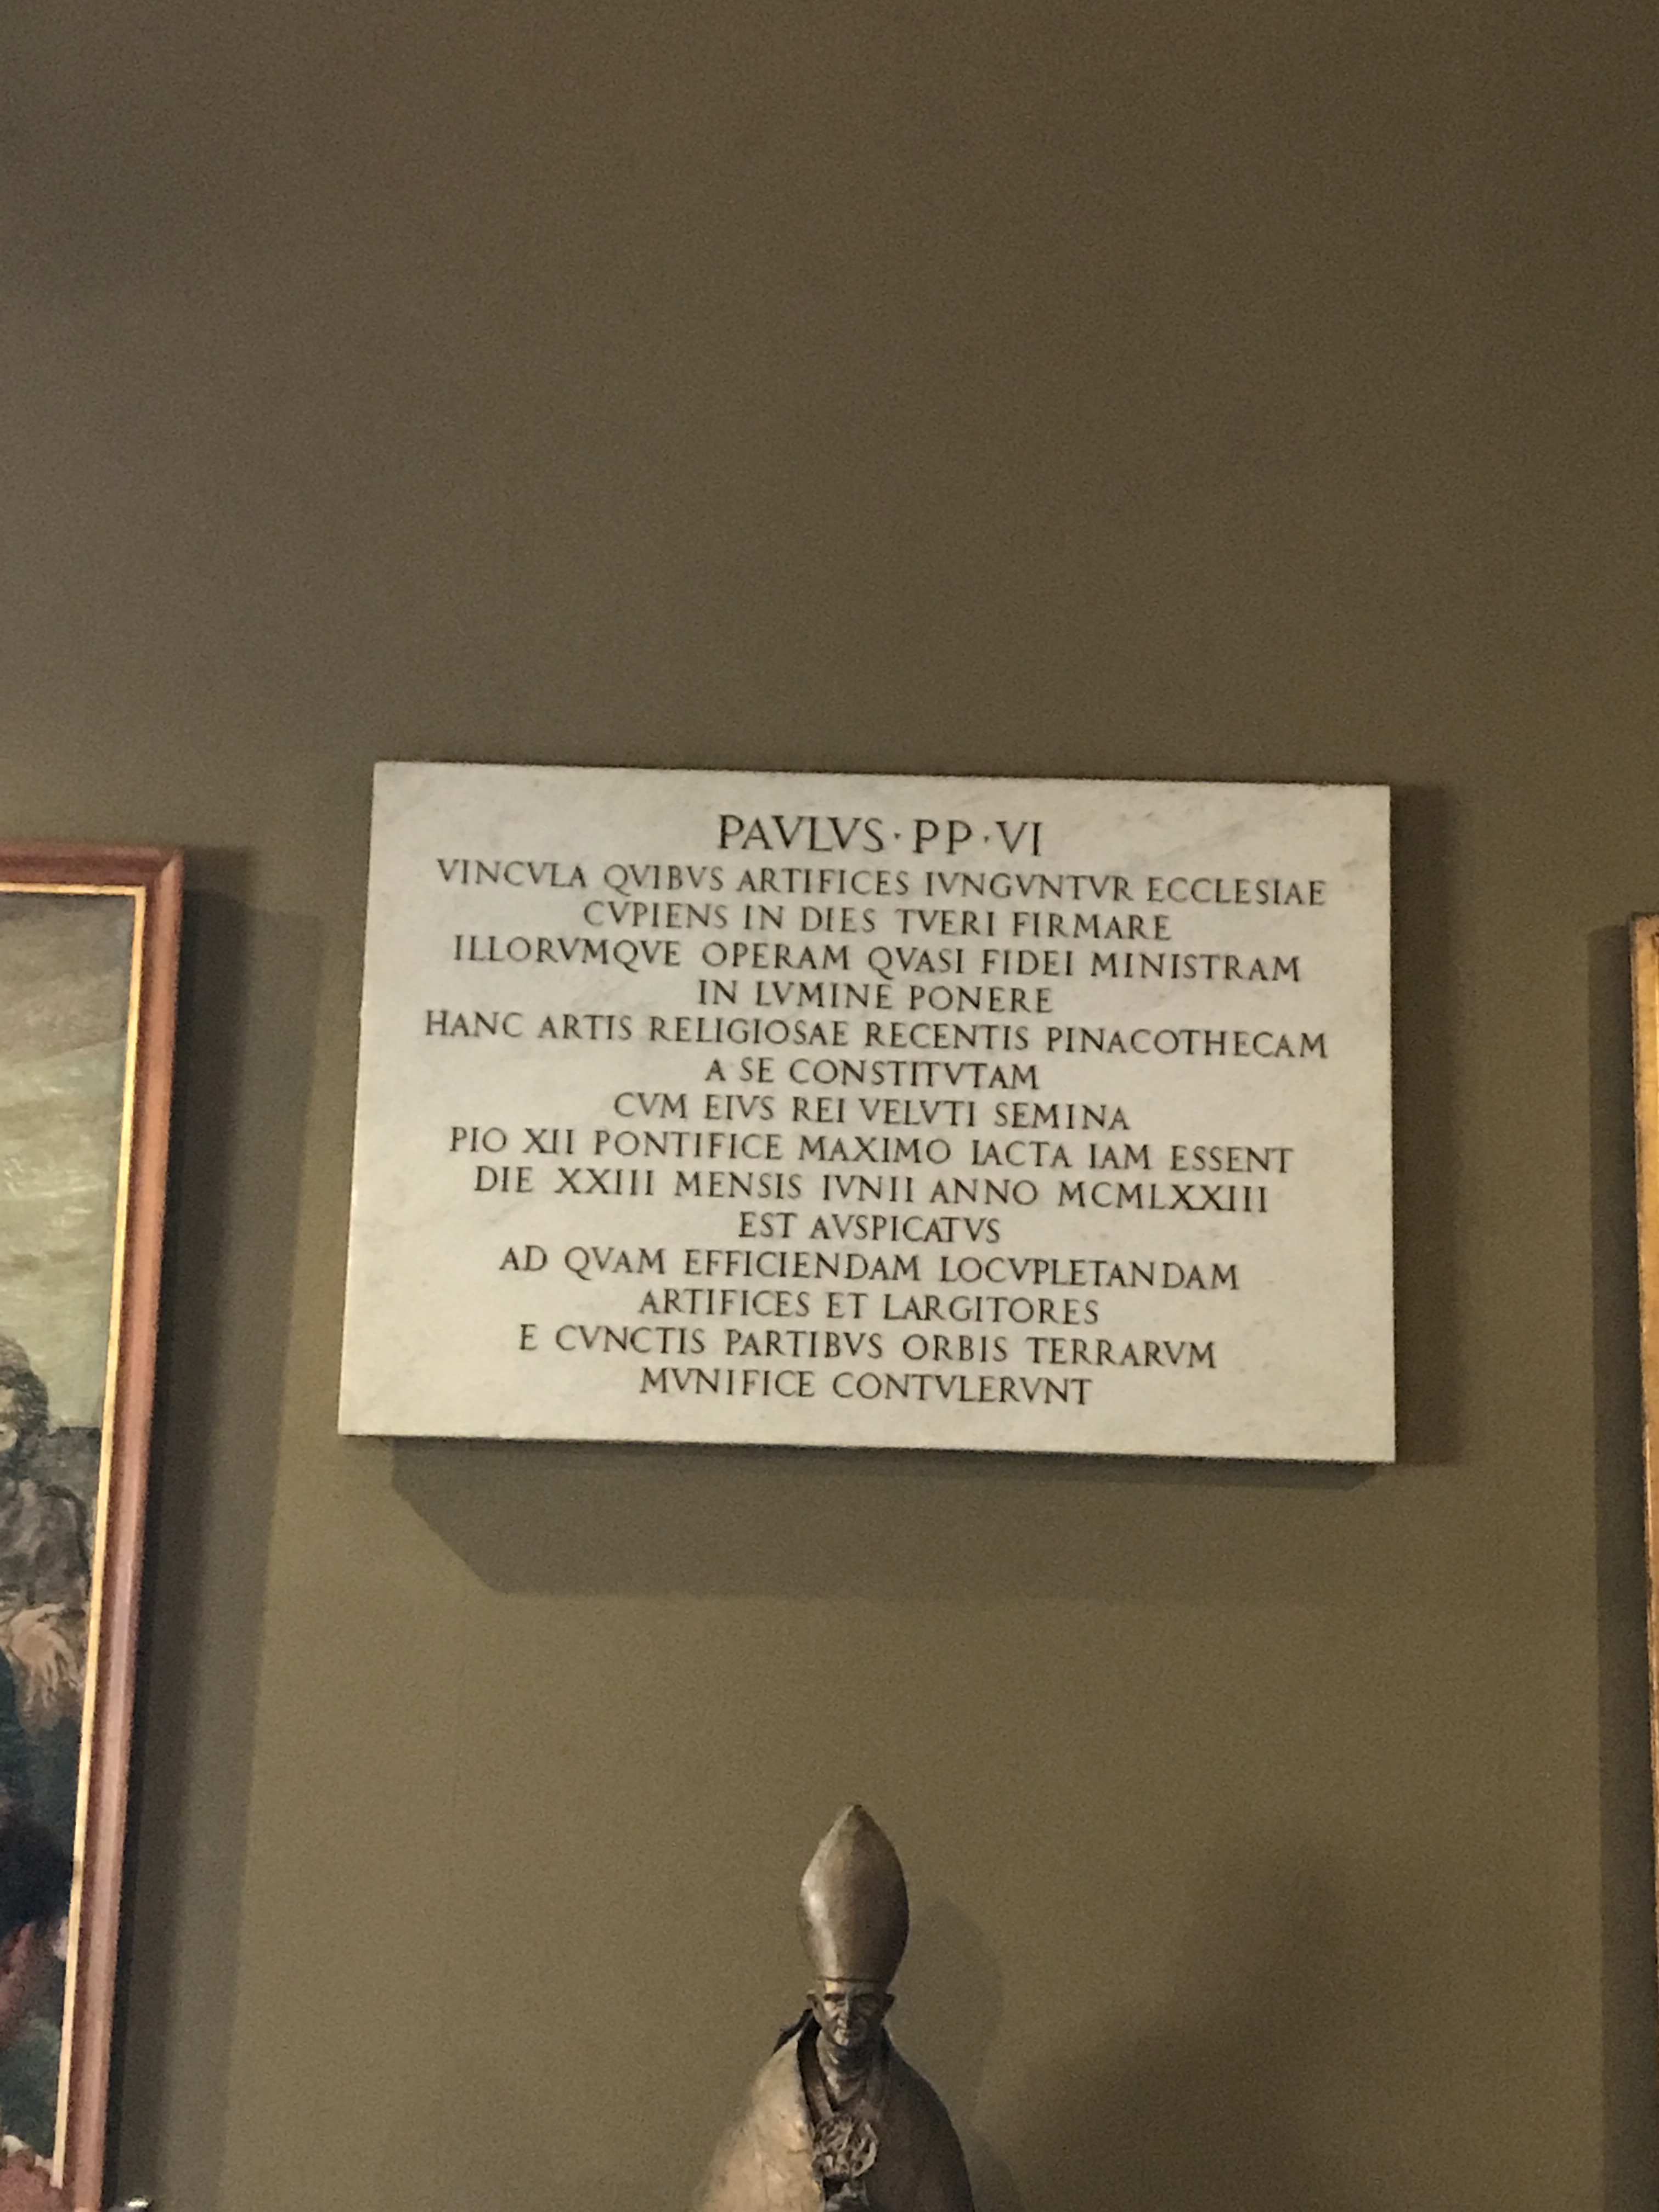 PAVLVS · PP · VI
VINCVLA QVIBVS ARTIFICES IVNGVNTVR ECCLESIAE
CVPIENS IN DIES TVERI FIRMARE
ILLORVMQVE OPERAM QVASI FIDEI MINISTRAM
IN LVMINE PONERE
HANC ARTIS RELIGIOSAE RECENTIS PINACOTHECAM
A SE CONSTITVTAM
CVM EIVS REI VELVTI SEMINA
PIO XII PONTIFICE MAXIMO IACTA IAM ESSENT
DIE XXIII MENSIS IVNII ANNO MCMLXXIII
EST AVSPICATVS
AD QVAM EFFICIENDAM LOCVPLETANDAM
ARTIFICES ET LARGITORES
E CVNCTIS PARTIBVS ORBIS TERRARVM
MVNIFICE CONTVLERVNT